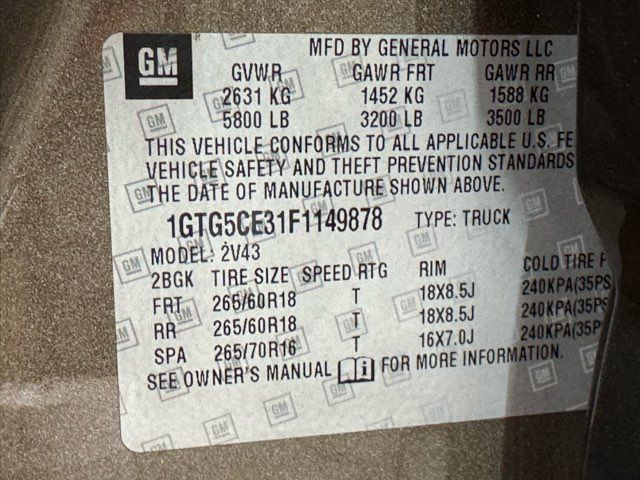 GM
MFD BY GENERAL MOTORS LLC
GVWR GAWR FRT GAWR RR
2631 KG 1452 KG 1588 KG
5800 LB 3200 LB 3500 LB
THIS VEHICLE CONFORMS TO ALL APPLICABLE U.S. FE
VEHICLE SAFETY AND THEFT PREVENTION STANDARDS
THE DATE OF MANUFACTURE SHOWN ABOVE.
1GTG5CE31F1149878 TYPE: TRUCK
MODEL: 2V43
2BGK TIRE SIZE SPEED RTG RIM COLD TIRE P
FRT 265/60R18 T 18X8.5J 240KPA(35PS
RR 265/60R18 T 18X8.5J 240KPA(35PS
SPA 265/70R16 T 16X7.0J 240KPA(35P
SEE OWNER'S MANUAL FOR MORE INFORMATION.